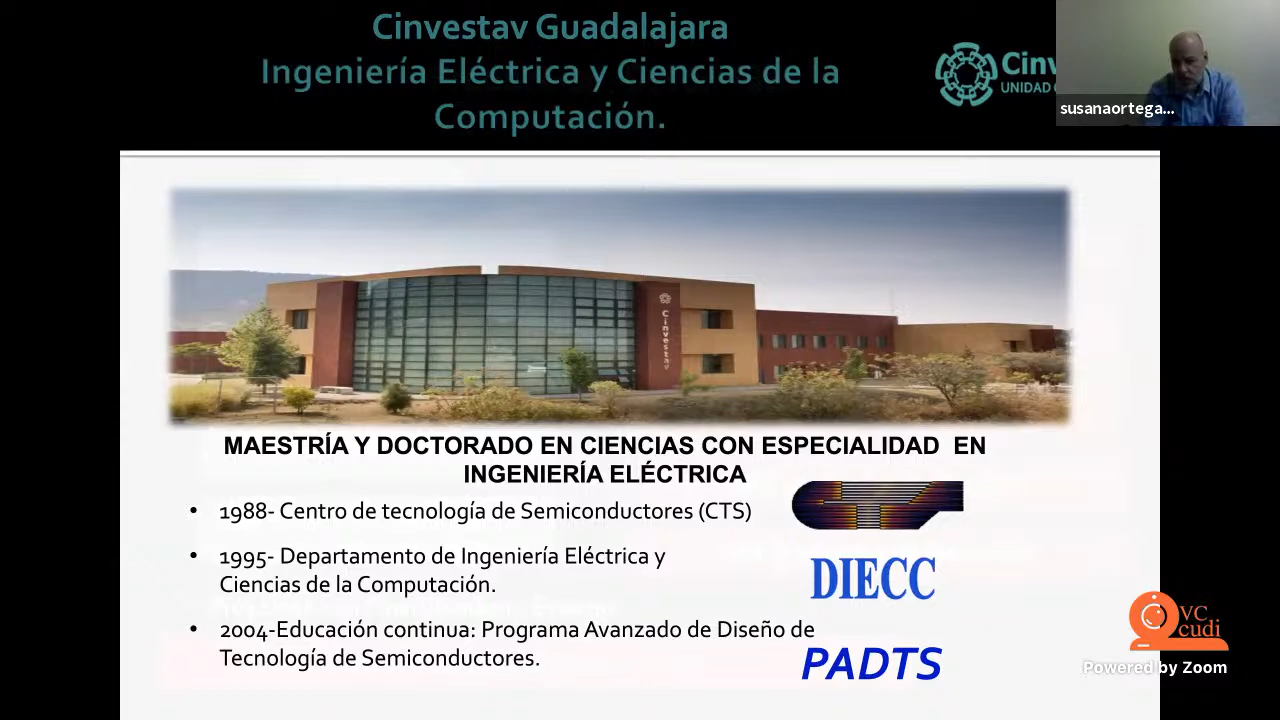 Cinvestav Guadalajara
Ingeniería Eléctrica y Ciencias de la
Computación.
Cinv
UNIDAD
susanaortega...
Cinvestav
MAESTRÍA Y DOCTORADO EN CIENCIAS CON ESPECIALIDAD EN
INGENIERÍA ELÉCTRICA
• 1988- Centro de tecnología de Semiconductores (CTS)
• 1995- Departamento de Ingeniería Eléctrica y
Ciencias de la Computación.
DIECC
• 2004-Educación continua: Programa Avanzado de Diseño de
Tecnología de Semiconductores.
PADTS
VC
cudi
Powered by Zoom